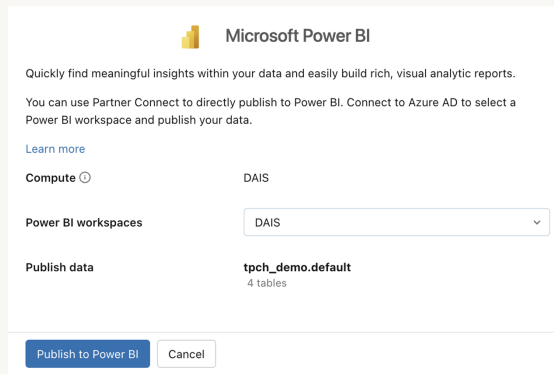 Microsoft Power BI
Quickly find meaningful insights within your data and easily build rich, visual analytic reports.
You can use Partner Connect to directly publish to Power BI. Connect to Azure AD to select a
Power BI workspace and publish your data.
Learn more
Compute DAIS
Power BI workspaces DAIS
Publish data tpch_demo.default
4 tables
Publish to Power BI Cancel